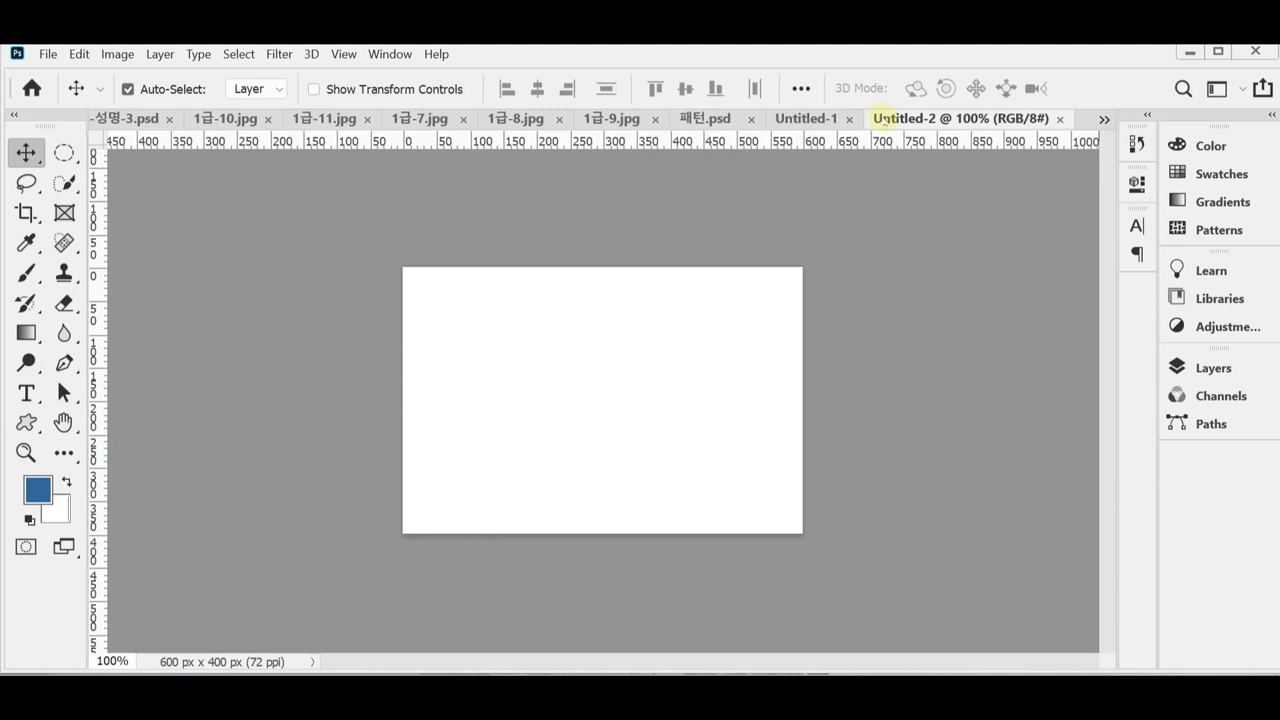 Ps File Edit Image Layer Type Select Filter 3D View Window Help
Auto-Select: Layer Show Transform Controls 3D Mode:
-성명-3.psd 1급-10.jpg 1급-11.jpg 1급-7.jpg 1급-8.jpg 1급-9.jpg 패턴.psd Untitled-1 Untitled-2 @ 100% (RGB/8#)
450 400 350 300 250 200 150 100 50 0 50 100 150 200 250 300 350 400 450 500 550 600 650 700 750 800 850 900 950 1000
Color
Swatches
Gradients
Patterns
Learn
Libraries
Adjustme...
Layers
Channels
Paths
100% 600 px x 400 px (72 ppi)